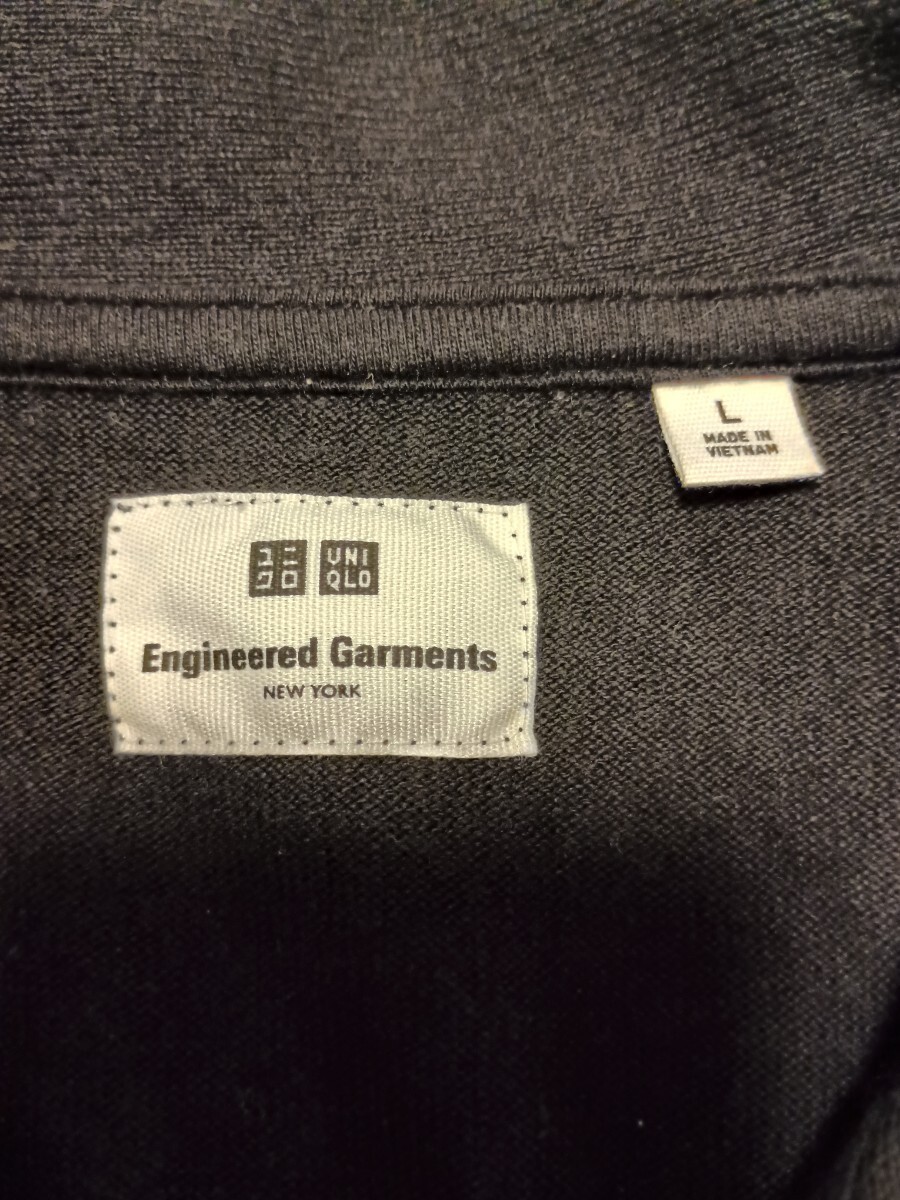 L
MADE IN
VIETNAM
ユニ UNI
クロ QLO
Engineered Garments
NEW YORK